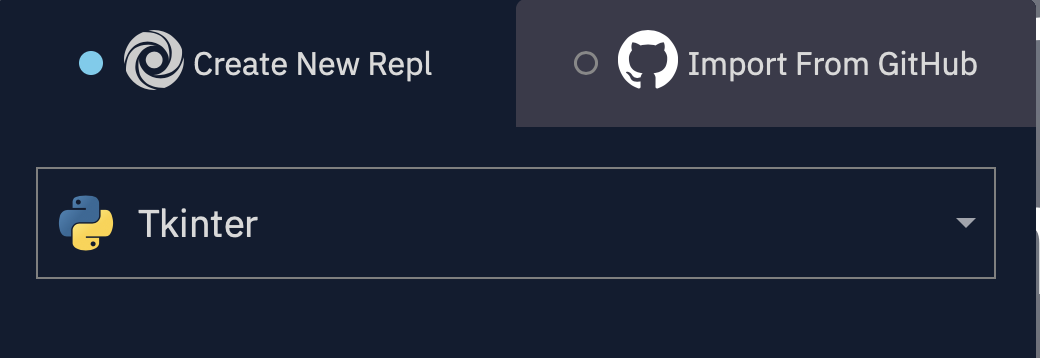 Create New Repl
Import From GitHub
Tkinter